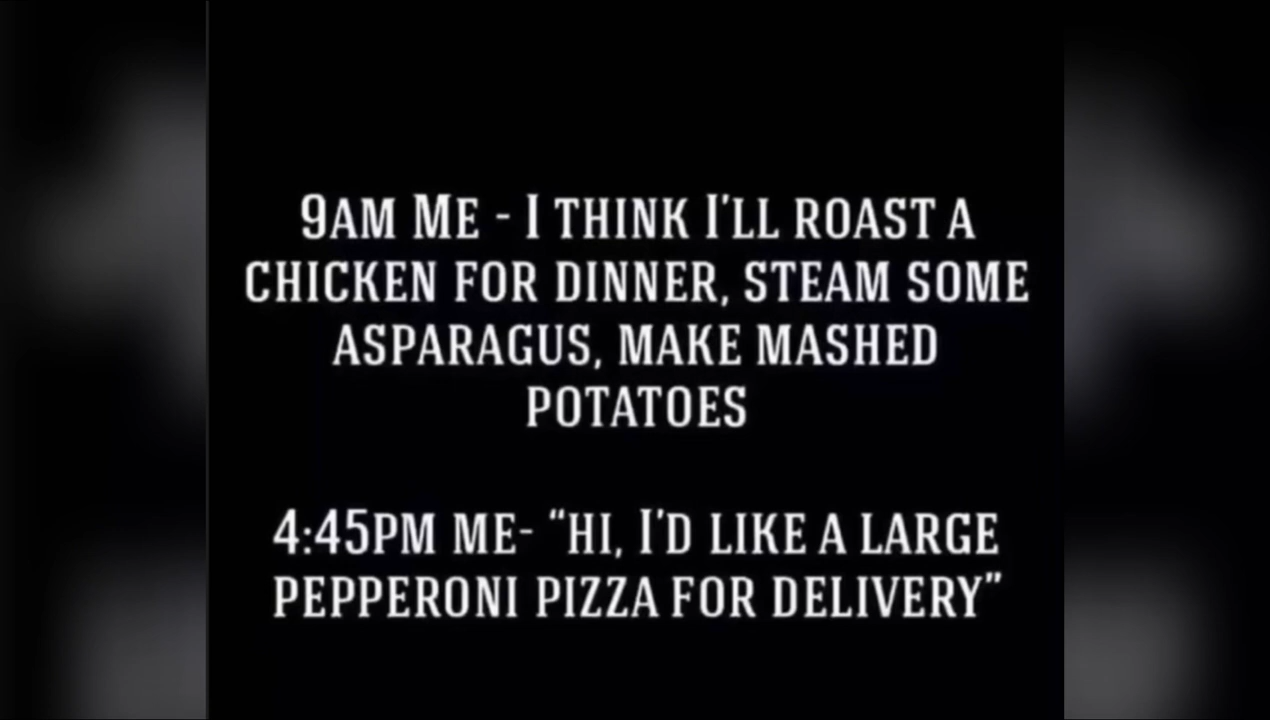 9AM ME - I THINK I'LL ROAST A
CHICKEN FOR DINNER, STEAM SOME
ASPARAGUS, MAKE MASHED
POTATOES
4:45PM ME- “HI, I'D LIKE A LARGE
PEPPERONI PIZZA FOR DELIVERY”